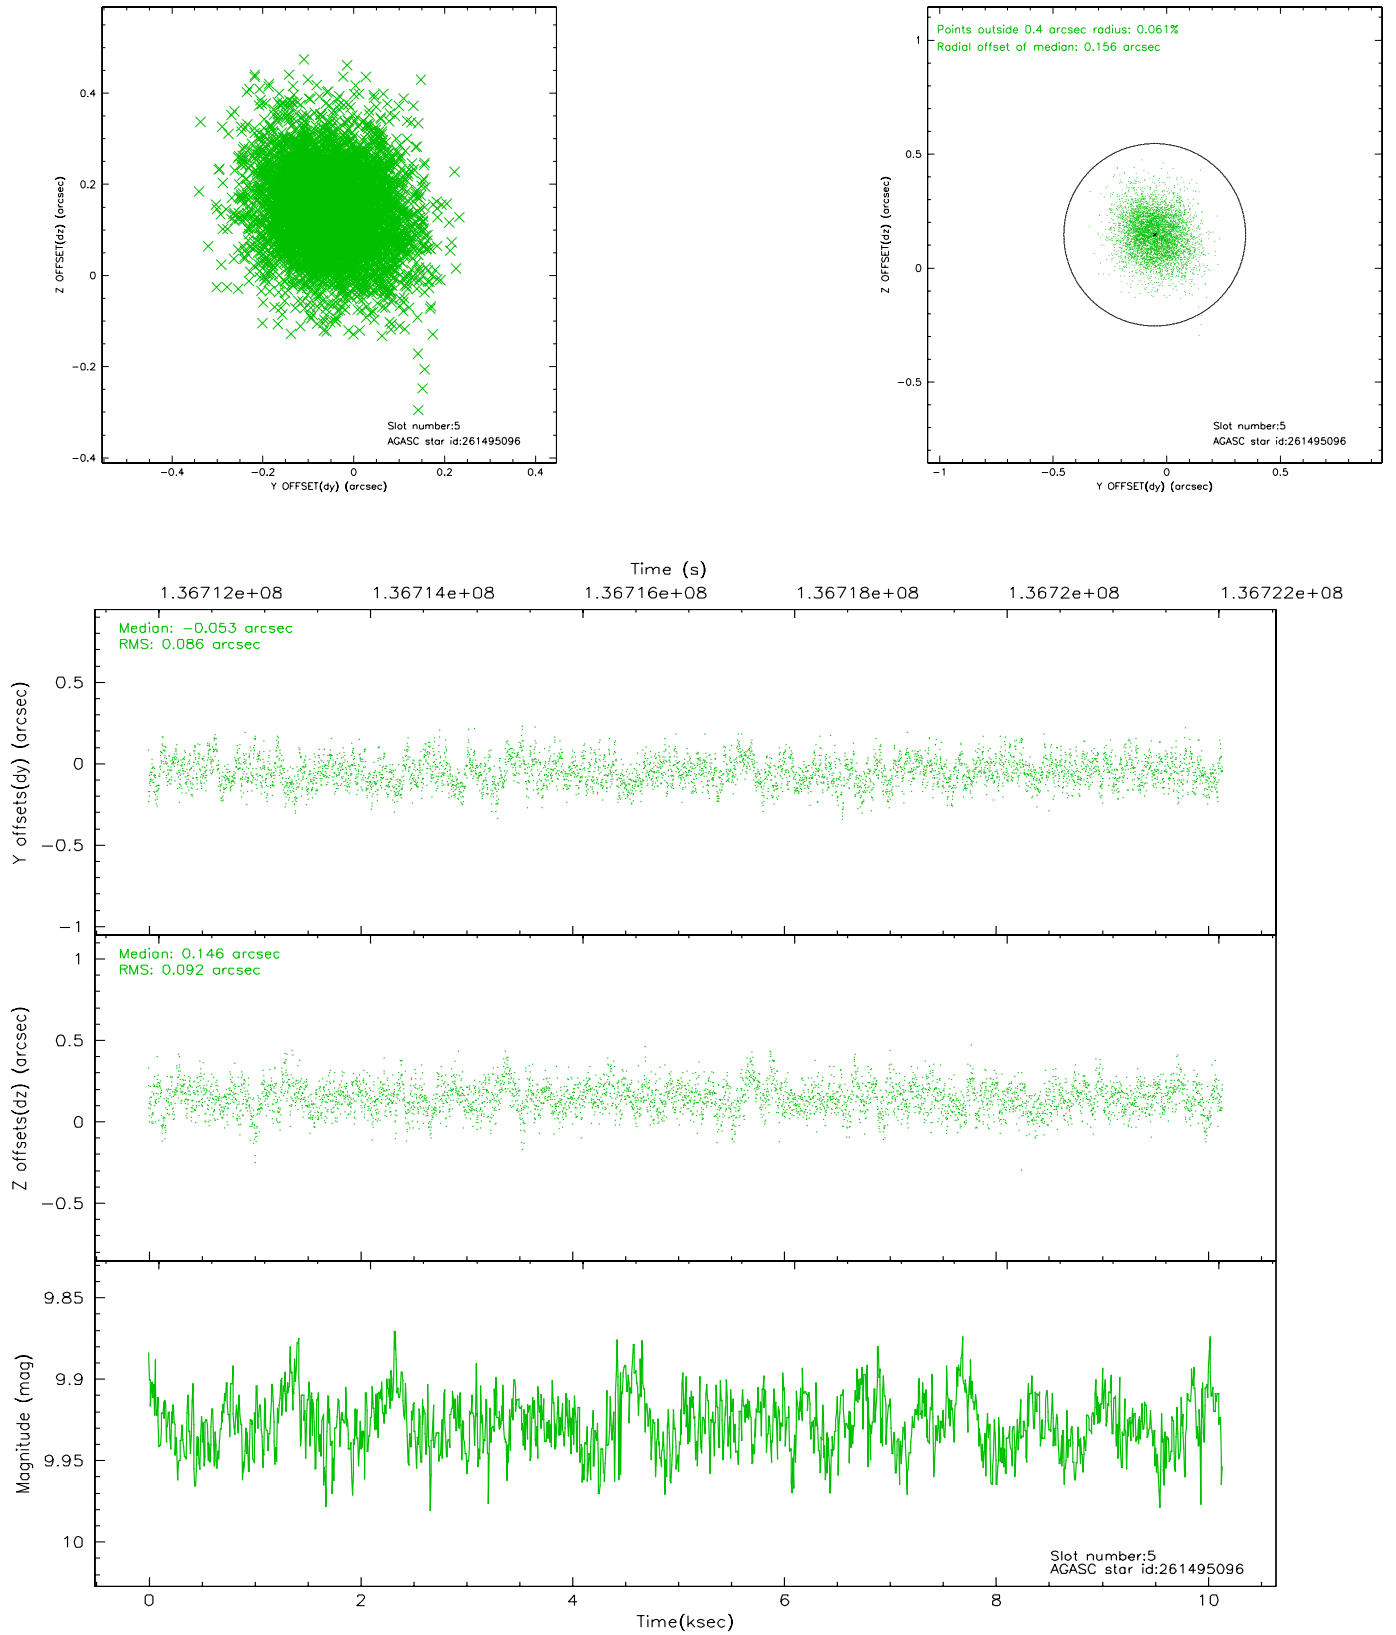 0.4
0.2
0
−0.2
−0.4
Z OFFSET(dz) (arcsec)
−0.4
−0.2
0
0.2
0.4
Y OFFSET(dy) (arcsec)
Slot number:5
AGASC star id:261495096
Points outside 0.4 arcsec radius: 0.061%
Radial offset of median: 0.156 arcsec
1
0.5
0
−0.5
Z OFFSET(dz) (arcsec)
−1
−0.5
0
0.5
Y OFFSET(dy) (arcsec)
Slot number:5
AGASC star id:261495096
Time (s)
1.36712e+08
1.36714e+08
1.36716e+08
1.36718e+08
1.3672e+08
1.36722e+08
Median: −0.053 arcsec
RMS: 0.086 arcsec
0.5
0
−0.5
−1
Y offsets(dy) (arcsec)
Median: 0.146 arcsec
RMS: 0.092 arcsec
1
0.5
0
−0.5
Z offsets(dz) (arcsec)
9.85
9.9
9.95
10
Magnitude (mag)
Slot number:5
AGASC star id:261495096
0
2
4
6
8
10
Time(ksec)